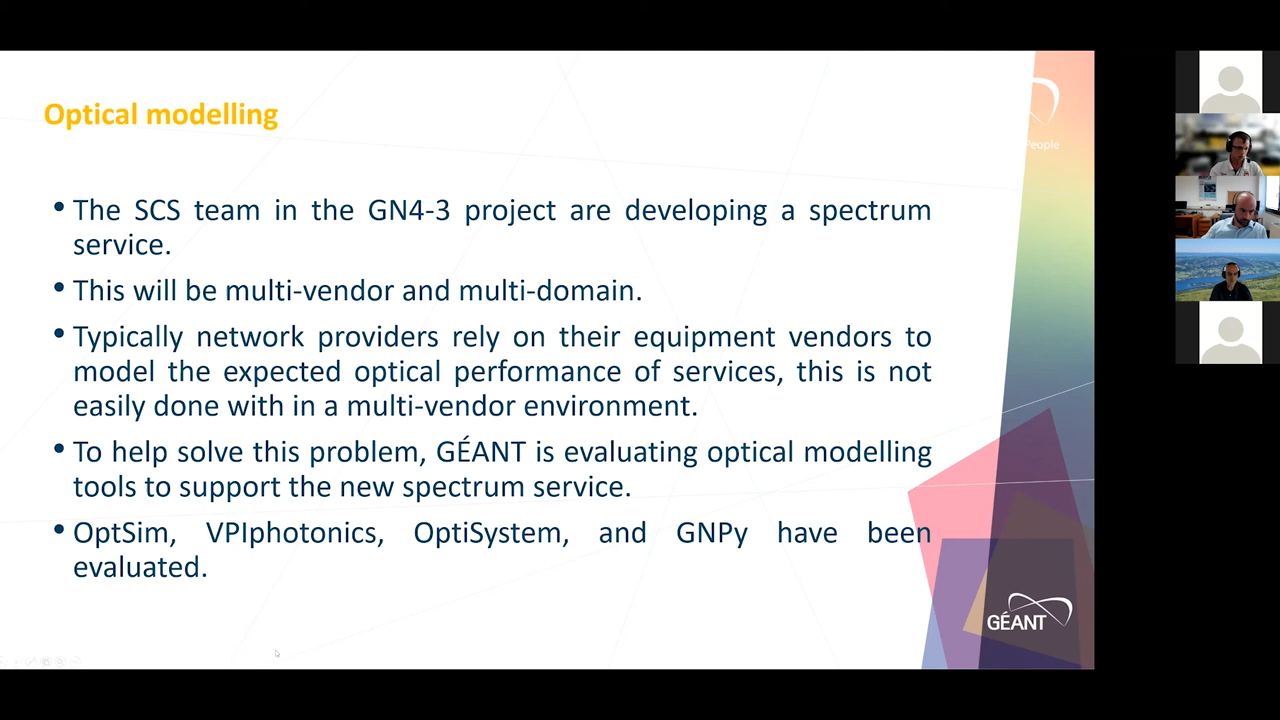 Optical modelling
People
• The SCS team in the GN4-3 project are developing a spectrum
service.
• This will be multi-vendor and multi-domain.
• Typically network providers rely on their equipment vendors to
model the expected optical performance of services, this is not
easily done with in a multi-vendor environment.
• To help solve this problem, GÉANT is evaluating optical modelling
tools to support the new spectrum service.
• OptSim, VPIphotonics, OptiSystem, and GNPy have been
evaluated.
GÉANT